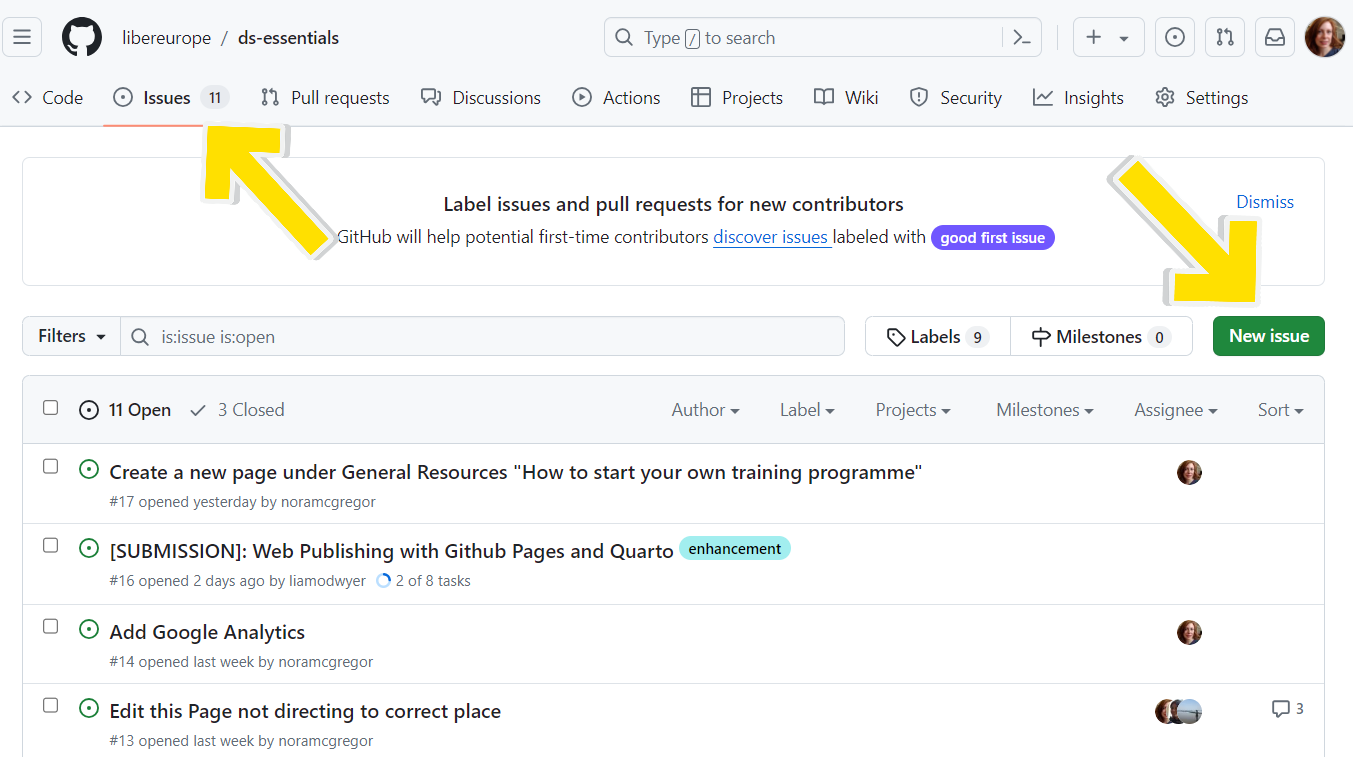 libereurope / ds-essentials
Type / to search
Code Issues 11 Pull requests Discussions Actions Projects Wiki Security Insights Settings
Label issues and pull requests for new contributors
Dismiss
GitHub will help potential first-time contributors discover issues labeled with good first issue
Filters is:issue is:open Labels 9 Milestones 0 New issue
11 Open 3 Closed Author Label Projects Milestones Assignee Sort
Create a new page under General Resources "How to start your own training programme"
#17 opened yesterday by noramcgregor
[SUBMISSION]: Web Publishing with Github Pages and Quarto enhancement
#16 opened 2 days ago by liamodwyer 2 of 8 tasks
Add Google Analytics
#14 opened last week by noramcgregor
Edit this Page not directing to correct place 3
#13 opened last week by noramcgregor